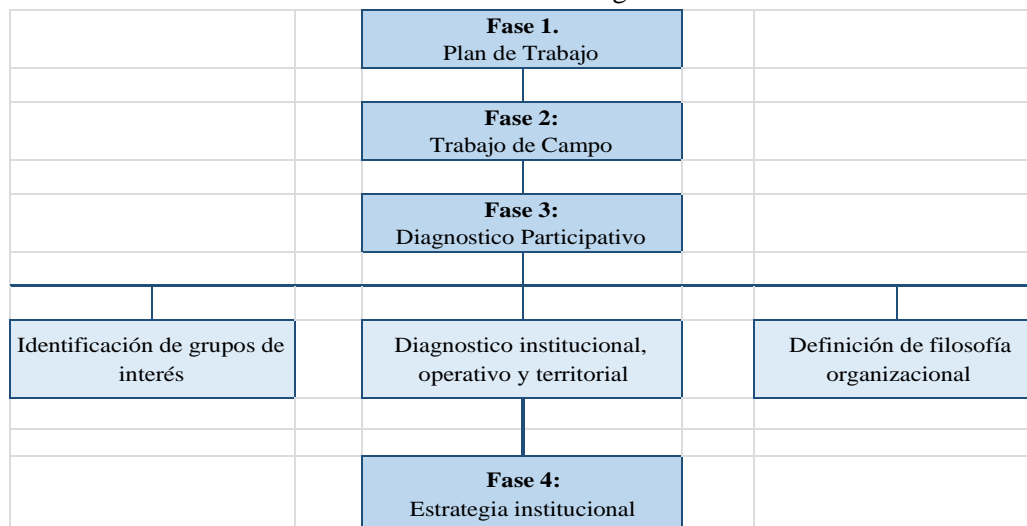 Fase 1.
Plan de Trabajo
Fase 2:
Trabajo de Campo
Fase 3:
Diagnostico Participativo
Identificación de grupos de
interés
Diagnostico institucional,
operativo y territorial
Definición de filosofía
organizacional
Fase 4:
Estrategia institucional